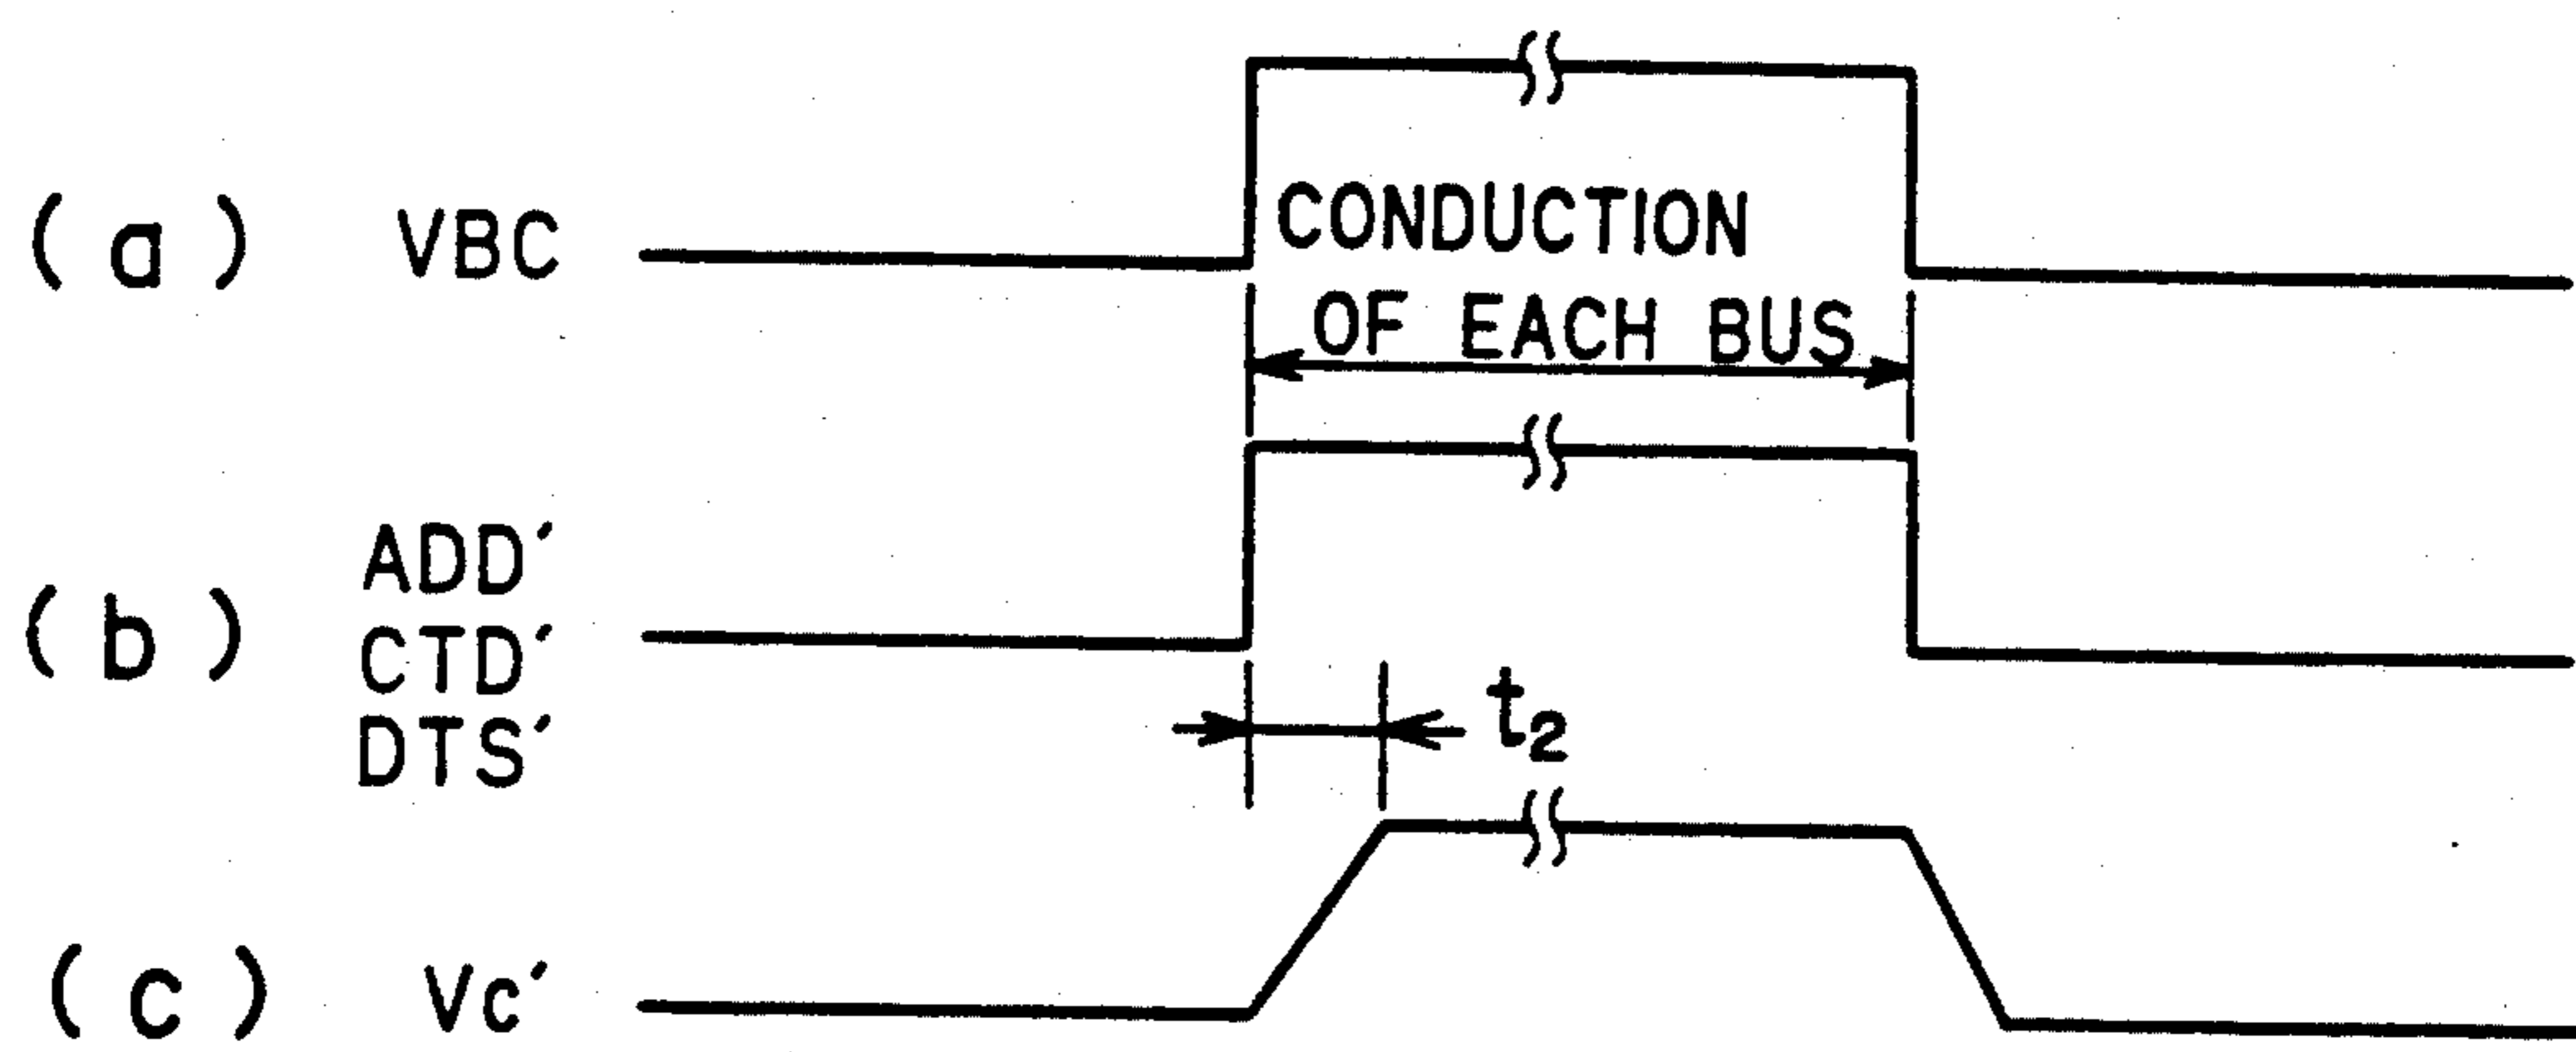 (a) VBC
CONDUCTION
OF EACH BUS
(b)
ADD′
CTD′
DTS′
t₂
(c) Vc′